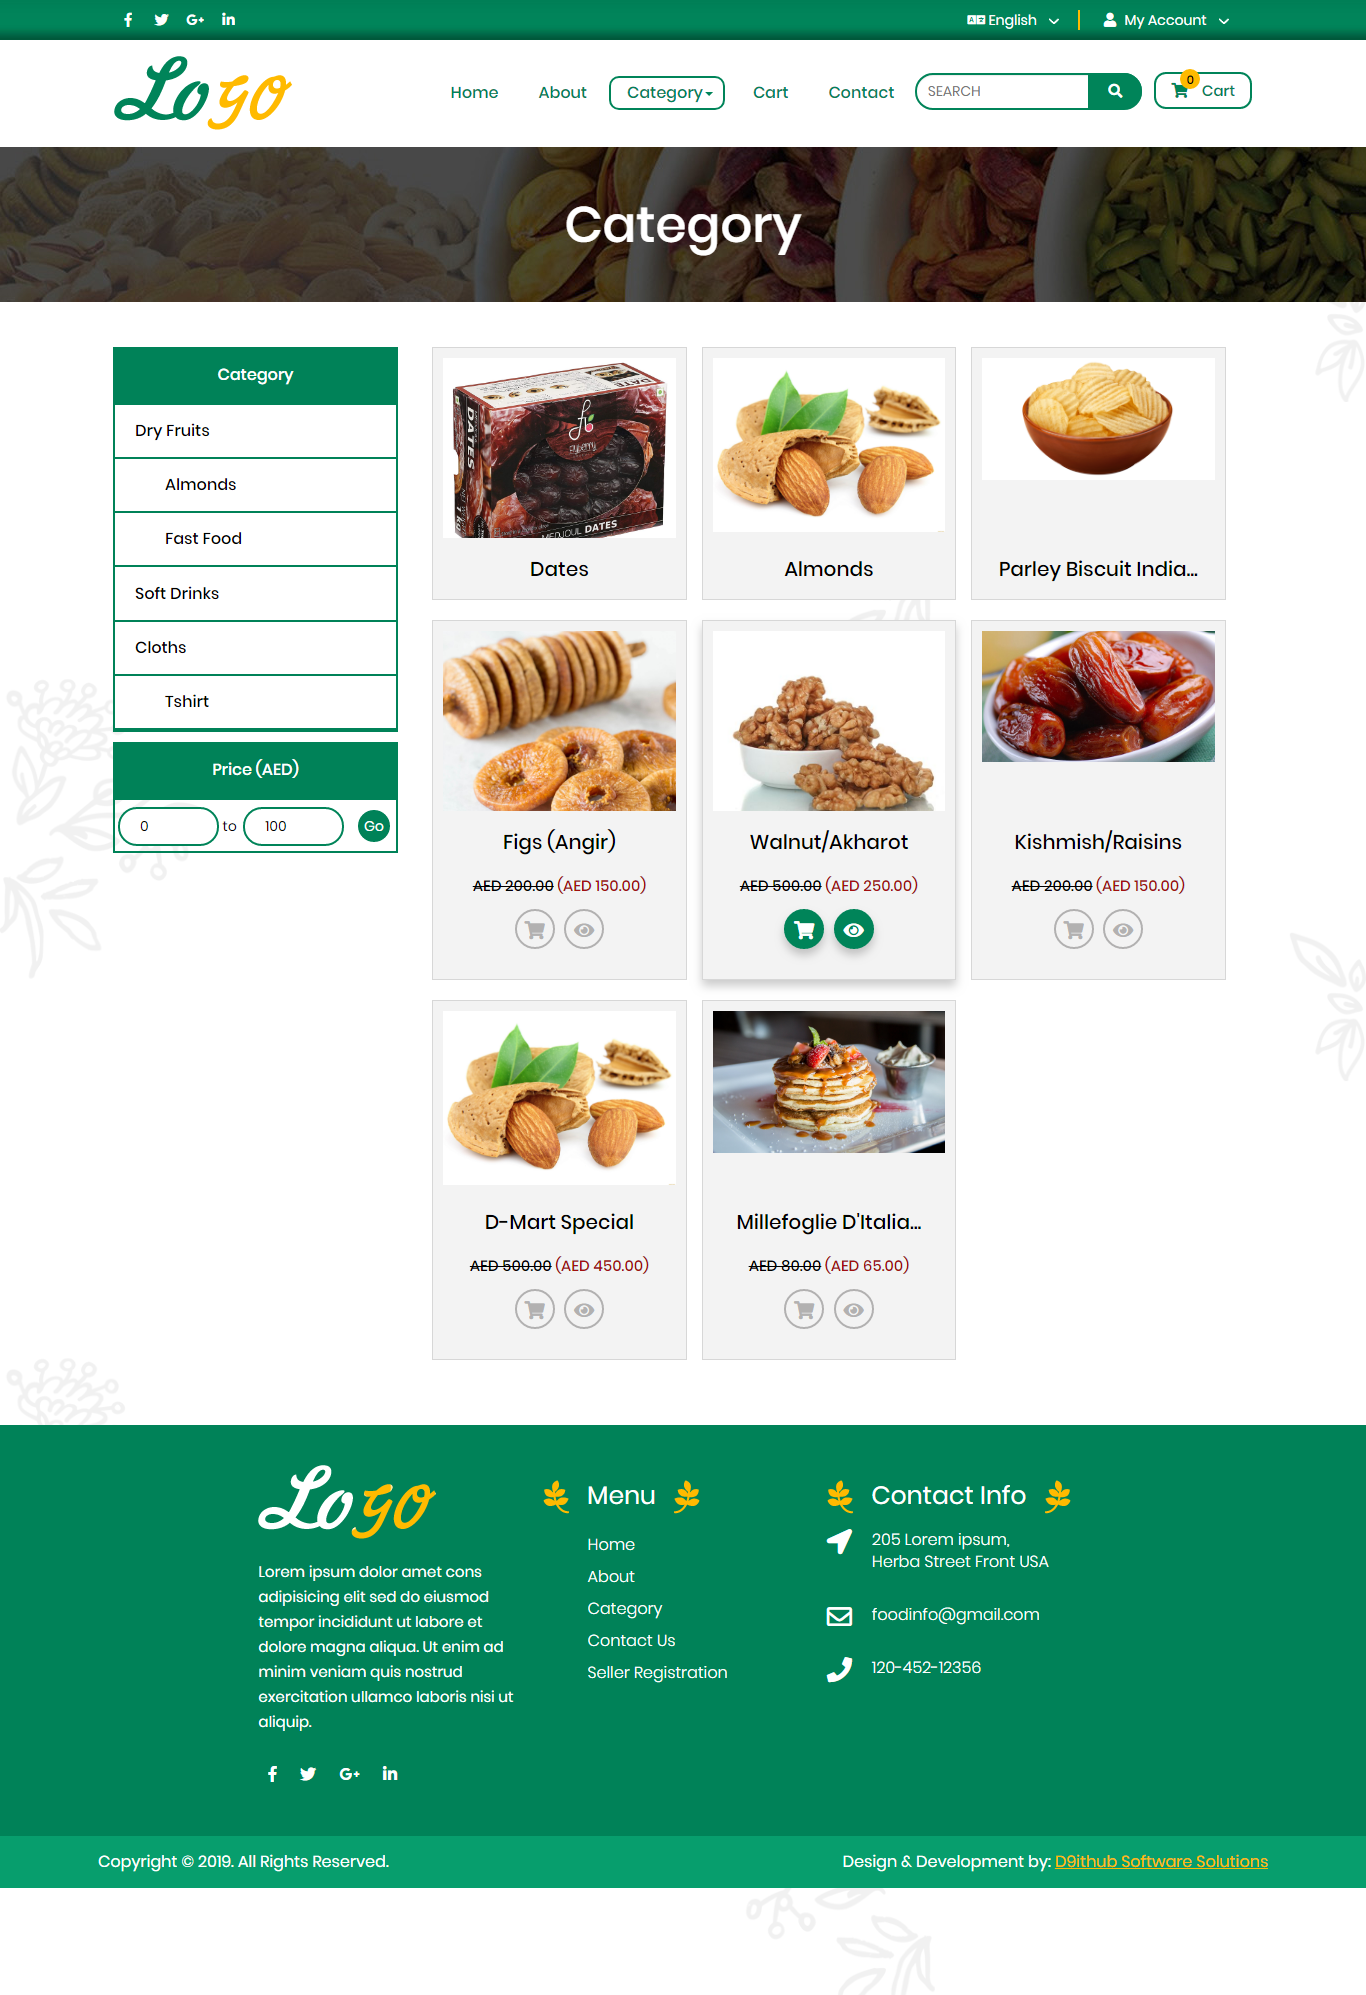 English
My Account
Logo
Home
About
Category
Cart
Contact
SEARCH
0
Cart
Category
Category
Dry Fruits
Almonds
Fast Food
Soft Drinks
Cloths
Tshirt
Price (AED)
0
to
100
Go
DATE
DATES
Flyberry
MEDJOUL DATES
Dates
Almonds
Parley Biscuit India...
Figs (Angir)
AED 200.00 (AED 150.00)
Walnut/Akharot
AED 500.00 (AED 250.00)
Kishmish/Raisins
AED 200.00 (AED 150.00)
D-Mart Special
AED 500.00 (AED 450.00)
Millefoglie D'Italia...
AED 80.00 (AED 65.00)
Logo
Lorem ipsum dolor amet cons
adipisicing elit sed do eiusmod
tempor incididunt ut labore et
dolore magna aliqua. Ut enim ad
minim veniam quis nostrud
exercitation ullamco laboris nisi ut
aliquip.
Menu
Home
About
Category
Contact Us
Seller Registration
Contact Info
205 Lorem ipsum,
Herba Street Front USA
foodinfo@gmail.com
120-452-12356
Copyright © 2019. All Rights Reserved.
Design & Development by: D9ithub Software Solutions